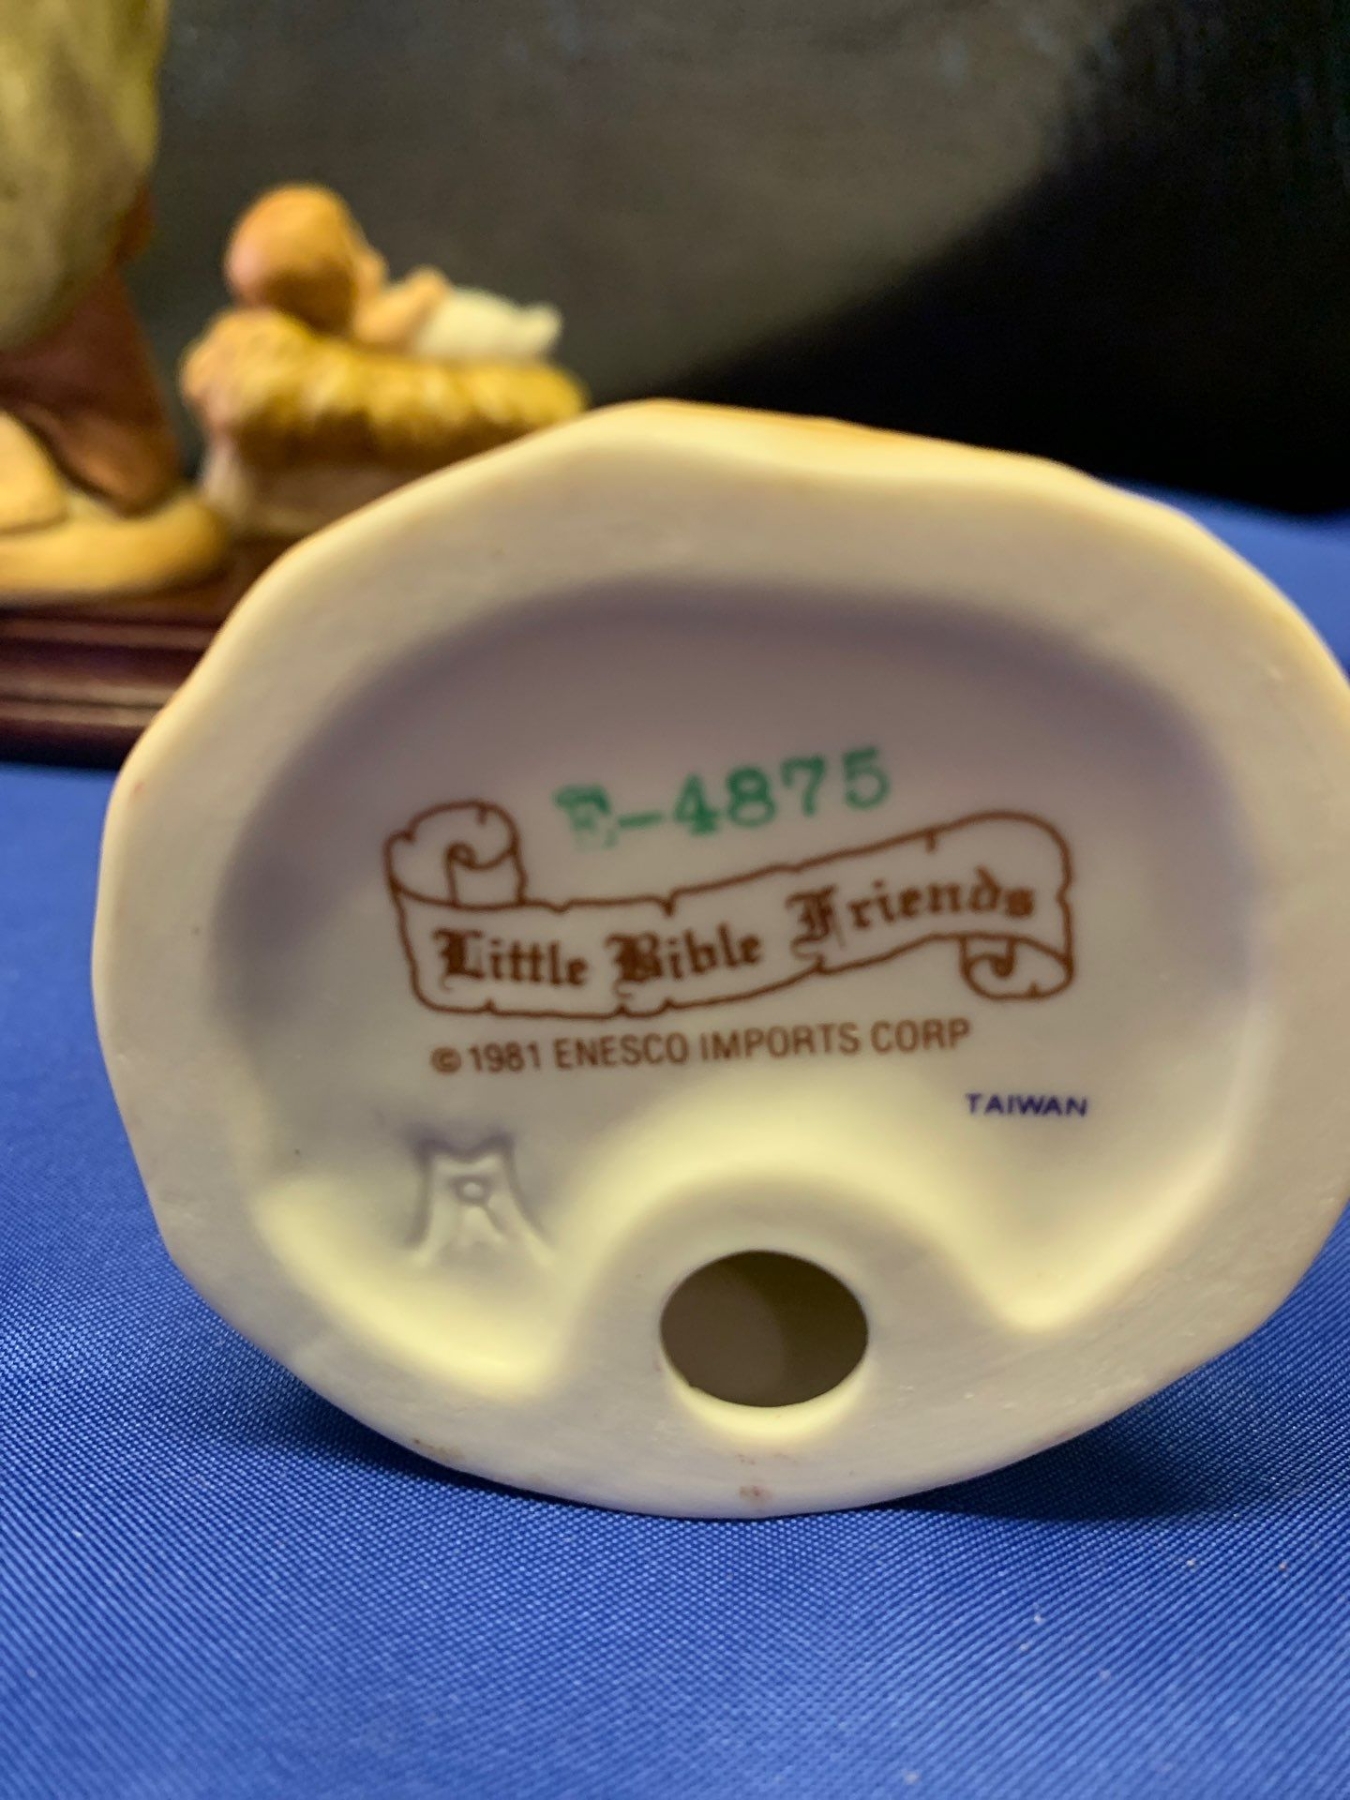 E-4875
Little Bible Friends
© 1981 ENESCO IMPORTS CORP
TAIWAN